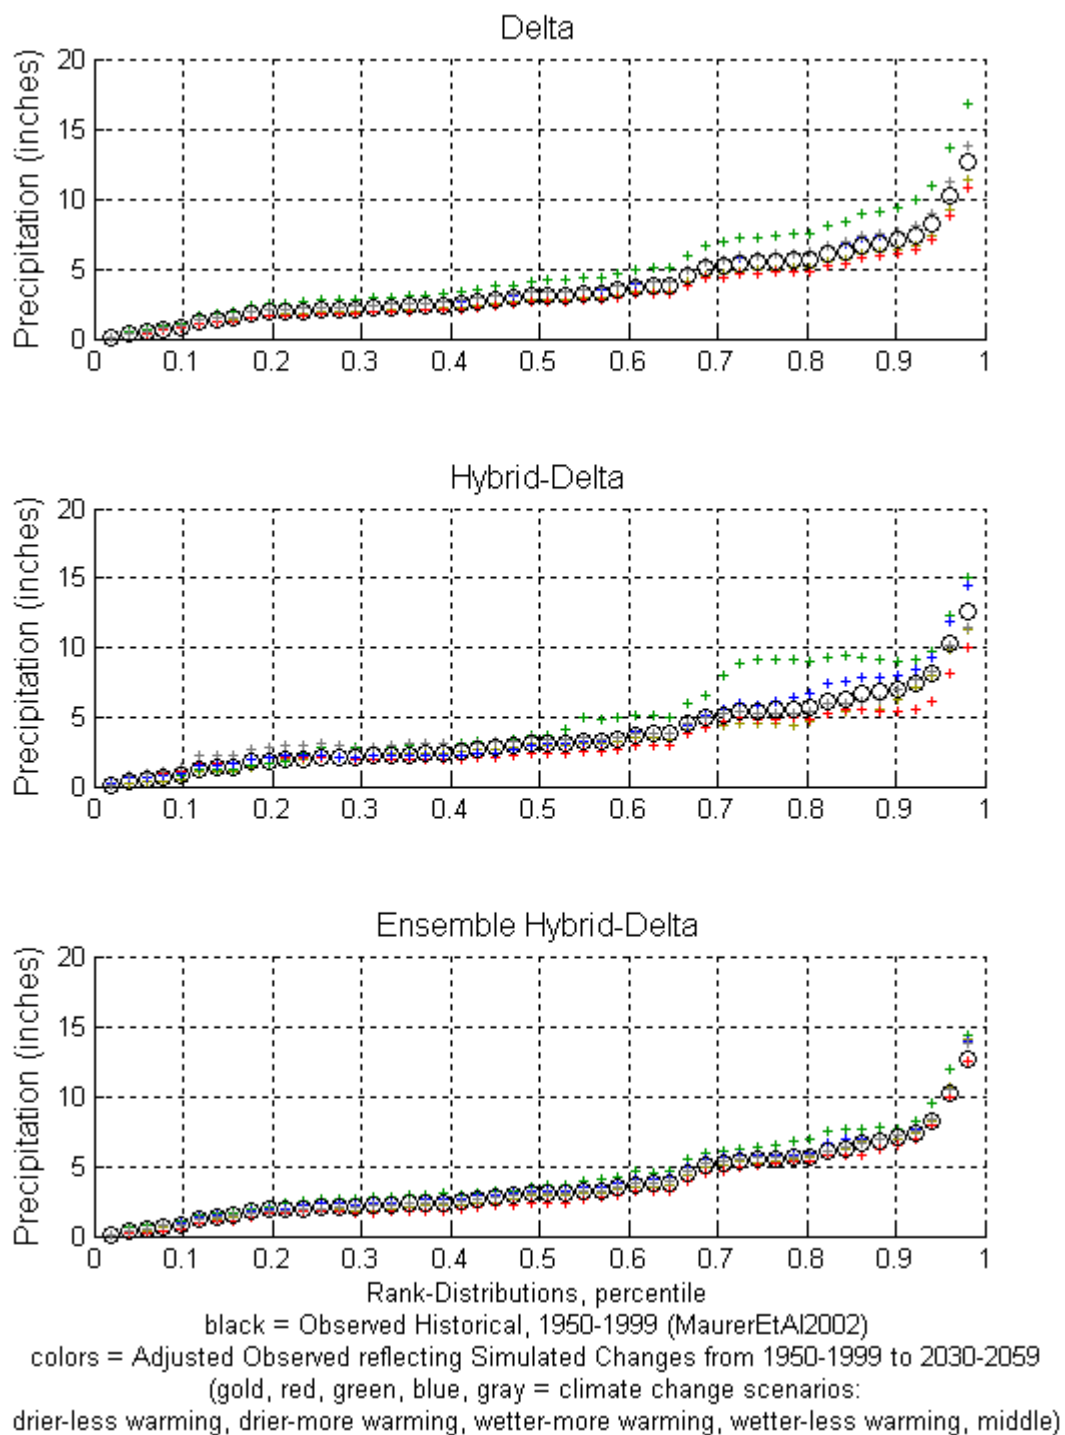 Delta
Precipitation (inches)
20
15
10
5
0
0 0.1 0.2 0.3 0.4 0.5 0.6 0.7 0.8 0.9 1
Hybrid-Delta
Precipitation (inches)
20
15
10
5
0
0 0.1 0.2 0.3 0.4 0.5 0.6 0.7 0.8 0.9 1
Ensemble Hybrid-Delta
Precipitation (inches)
20
15
10
5
0
0 0.1 0.2 0.3 0.4 0.5 0.6 0.7 0.8 0.9 1
Rank-Distributions, percentile
black = Observed Historical, 1950-1999 (MaurerEtAl2002)
colors = Adjusted Observed reflecting Simulated Changes from 1950-1999 to 2030-2059
(gold, red, green, blue, gray = climate change scenarios:
drier-less warming, drier-more warming, wetter-more warming, wetter-less warming, middle)